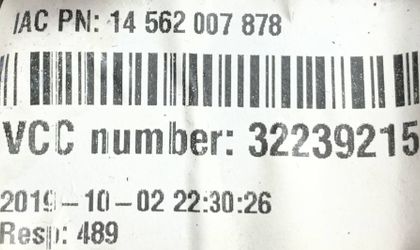 IAC PN: 14 562 007 878
VCC number: 32239215
2019-10-02 22:30:26
Resp: 489